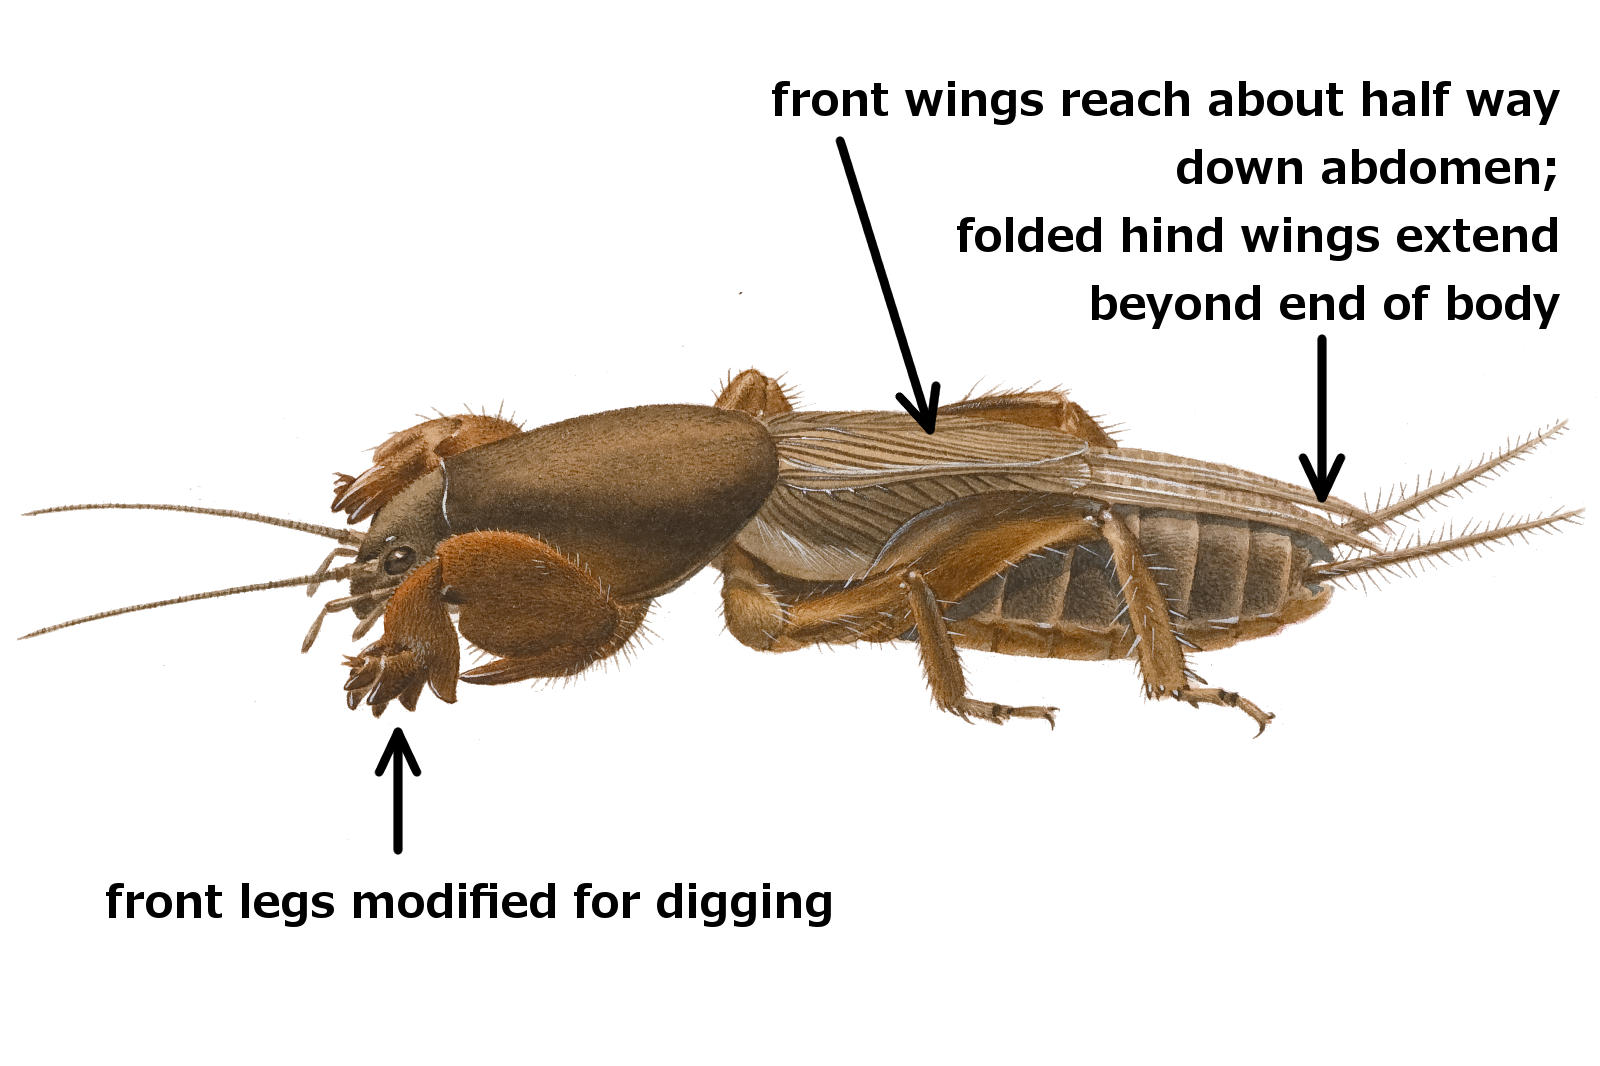 front wings reach about half way
down abdomen;
folded hind wings extend
beyond end of body
front legs modified for digging